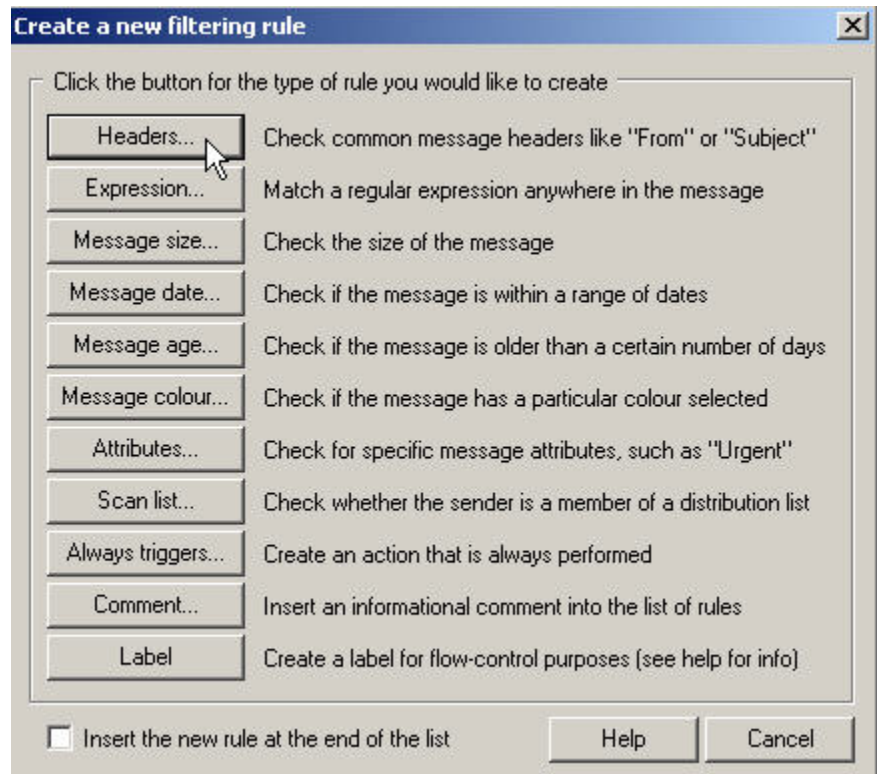 Create a new filtering rule
Click the button for the type of rule you would like to create
Headers... Check common message headers like "From" or "Subject"
Expression... Match a regular expression anywhere in the message
Message size... Check the size of the message
Message date... Check if the message is within a range of dates
Message age... Check if the message is older than a certain number of days
Message colour... Check if the message has a particular colour selected
Attributes... Check for specific message attributes, such as "Urgent"
Scan list... Check whether the sender is a member of a distribution list
Always triggers... Create an action that is always performed
Comment... Insert an informational comment into the list of rules
Label Create a label for flow-control purposes (see help for info)
Insert the new rule at the end of the list Help Cancel